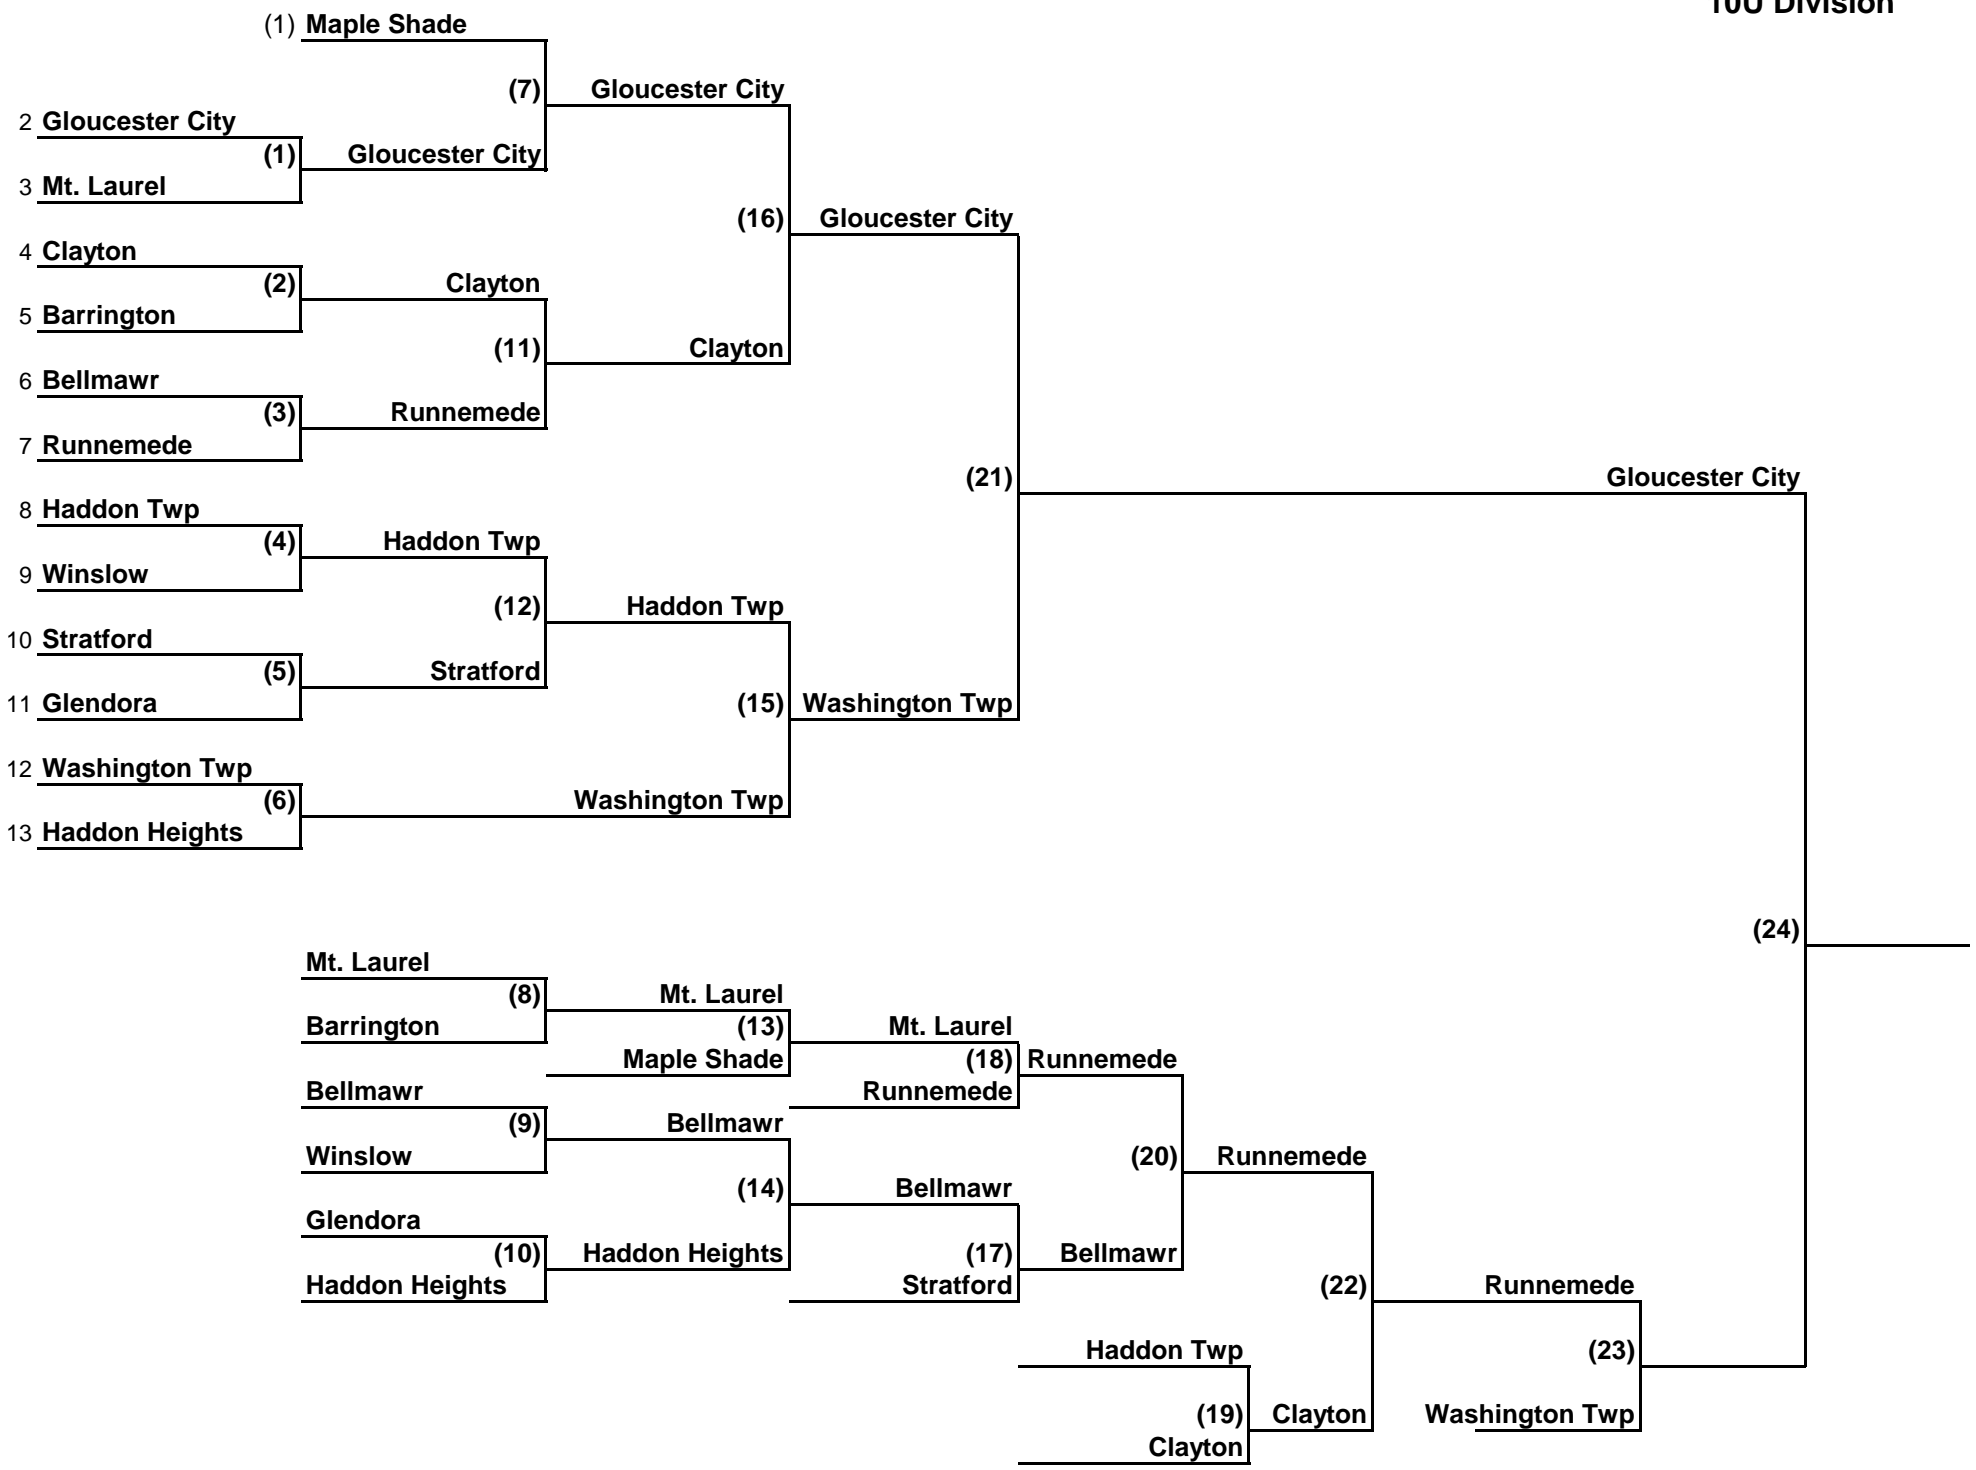 10U Division
(1) Maple Shade
(7) Gloucester City
2 Gloucester City
(1) Gloucester City
3 Mt. Laurel
(16) Gloucester City
4 Clayton
(2) Clayton
5 Barrington
(11) Clayton
6 Bellmawr
(3) Runnemede
7 Runnemede
(21) Gloucester City
8 Haddon Twp
(4) Haddon Twp
9 Winslow
(12) Haddon Twp
10 Stratford
(5) Stratford
11 Glendora
(15) Washington Twp
12 Washington Twp
(6) Washington Twp
13 Haddon Heights
(24)
Mt. Laurel
(8) Mt. Laurel
Barrington
(13) Mt. Laurel
Maple Shade
(18) Runnemede
Bellmawr
Runnemede
(9) Bellmawr
Winslow
(20) Runnemede
(14) Bellmawr
Glendora
(10) Haddon Heights
(17) Bellmawr
Haddon Heights
Stratford
(22) Runnemede
Haddon Twp
(23)
(19) Clayton
Washington Twp
Clayton